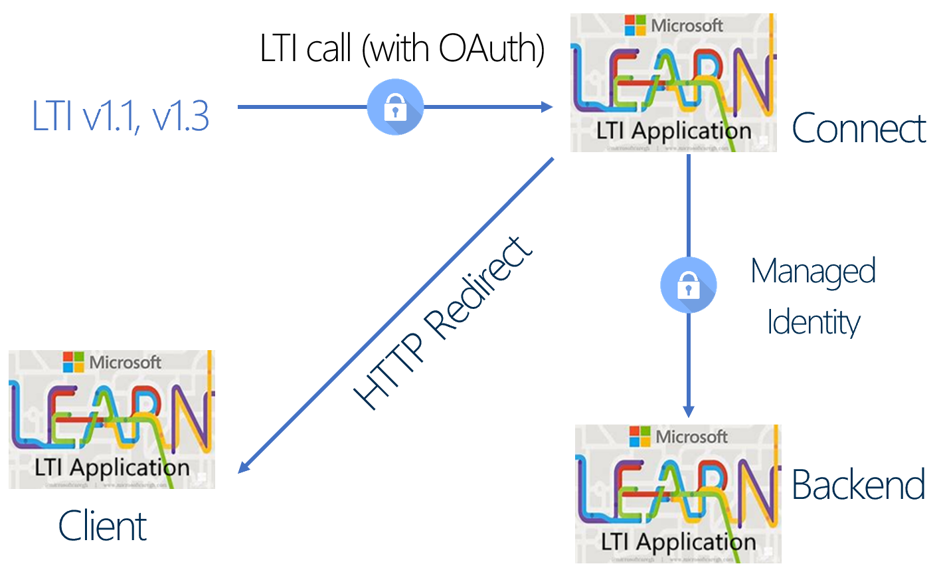 LTI call (with OAuth)
LTI v1.1, v1.3
Microsoft
LEARN
LTI Application
Connect
HTTP Redirect
Managed
Identity
Microsoft
LEARN
LTI Application
Client
Microsoft
LEARN
LTI Application
Backend